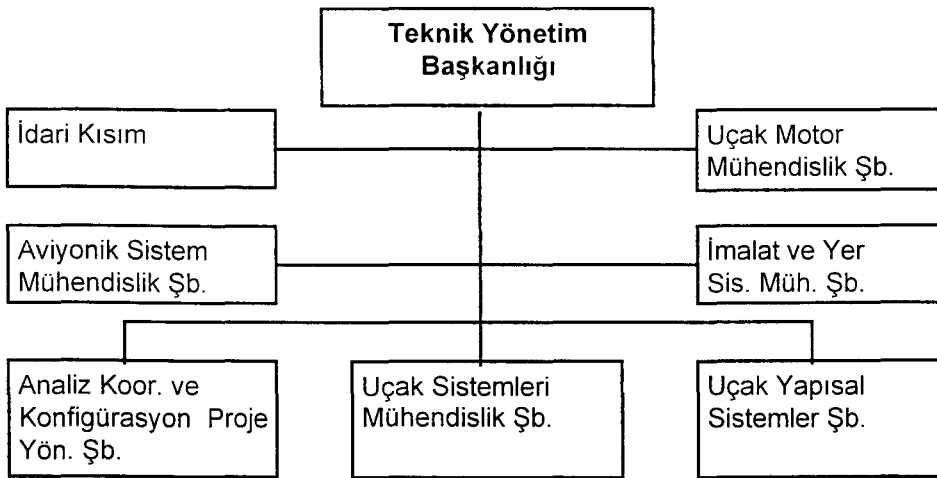 Teknik Yönetim
Başkanlığı
İdari Kısım
Uçak Motor
Mühendislik Şb.
Aviyonik Sistem
Mühendislik Şb.
İmalat ve Yer
Sis. Müh. Şb.
Analiz Koor. ve
Konfigürasyon Proje
Yön. Şb.
Uçak Sistemleri
Mühendislik Şb.
Uçak Yapısal
Sistemler Şb.